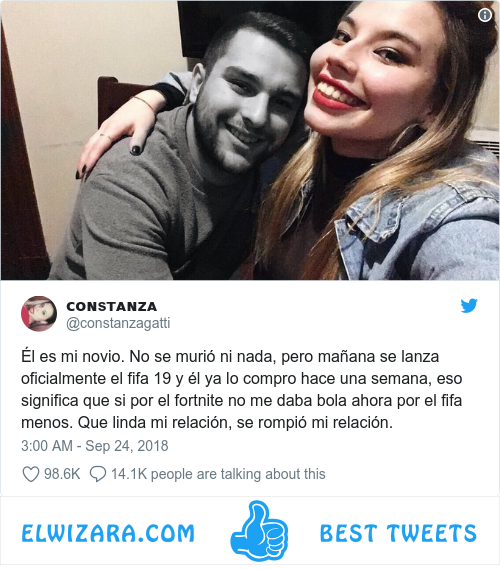 CONSTANZA
@constanzagatti
Él es mi novio. No se murió ni nada, pero mañana se lanza
oficialmente el fifa 19 y él ya lo compro hace una semana, eso
significa que si por el fortnite no me daba bola ahora por el fifa
menos. Que linda mi relación, se rompió mi relación.
3:00 AM - Sep 24, 2018
98.6K 14.1K people are talking about this
ELWIZARA.COM BEST TWEETS